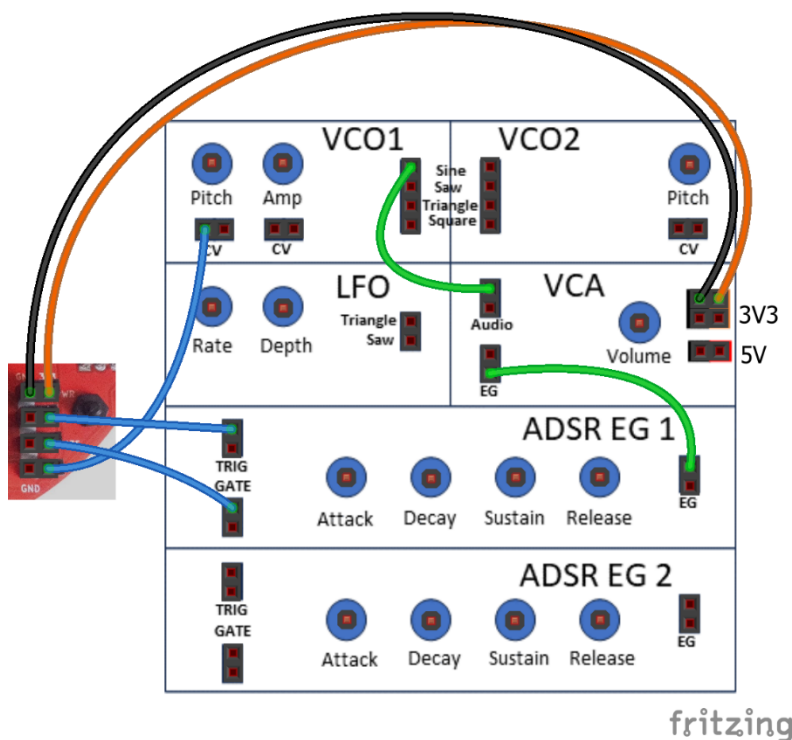 VCO1
VCO2
Pitch
Amp
Sine
Saw
Triangle
Square
Pitch
CV
CV
CV
LFO
VCA
Rate
Depth
Triangle
Saw
Audio
Volume
3V3
5V
EG
GND
ADSR EG 1
TRIG
GATE
Attack
Decay
Sustain
Release
EG
ADSR EG 2
TRIG
GATE
Attack
Decay
Sustain
Release
EG
fritzing